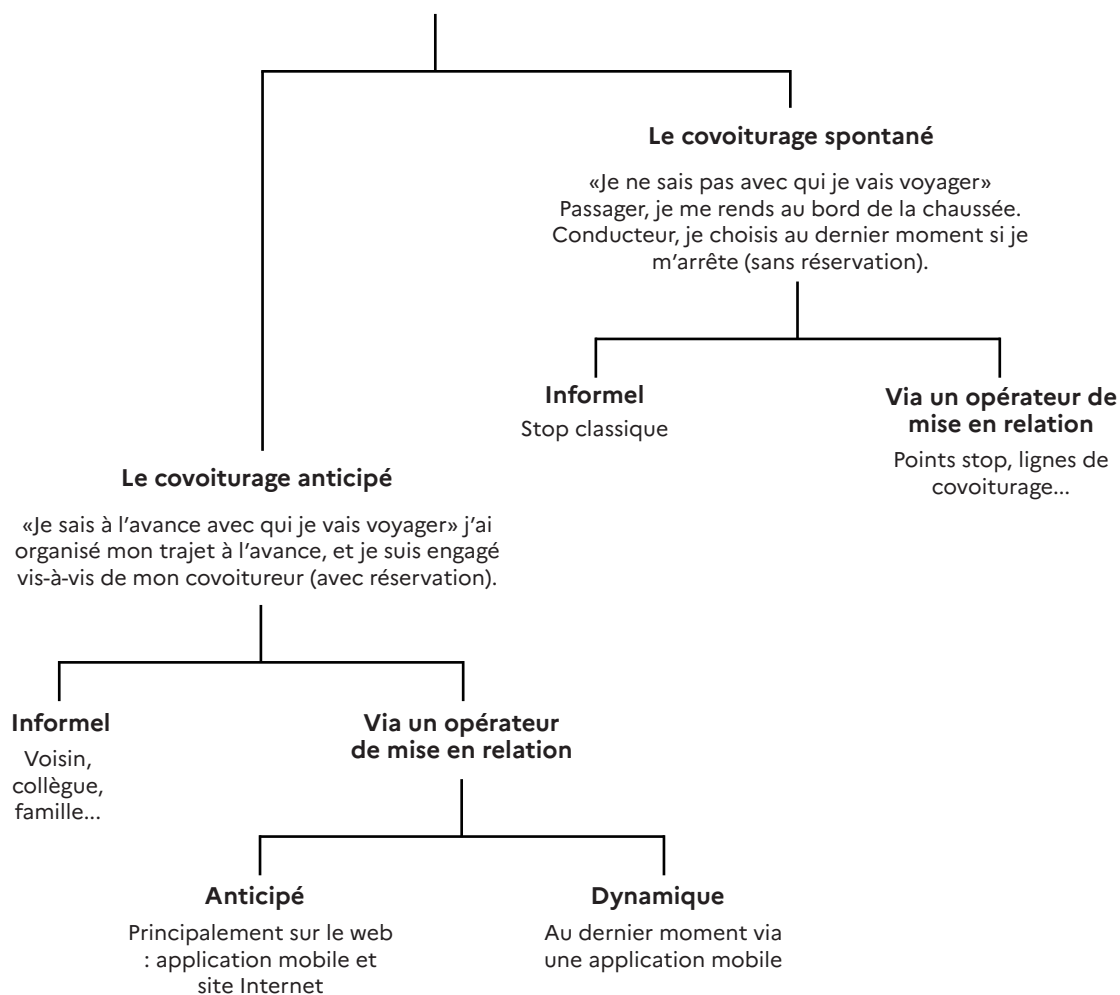 Le covoiturage spontané
«Je ne sais pas avec qui je vais voyager»
Passager, je me rends au bord de la chaussée.
Conducteur, je choisis au dernier moment si je
m’arrête (sans réservation).
Informel
Stop classique
Via un opérateur de
mise en relation
Points stop, lignes de
covoiturage...
Le covoiturage anticipé
«Je sais à l’avance avec qui je vais voyager» j’ai
organisé mon trajet à l’avance, et je suis engagé
vis-à-vis de mon covoitureur (avec réservation).
Informel
Voisin,
collègue,
famille...
Via un opérateur
de mise en relation
Anticipé
Principalement sur le web
: application mobile et
site Internet
Dynamique
Au dernier moment via
une application mobile